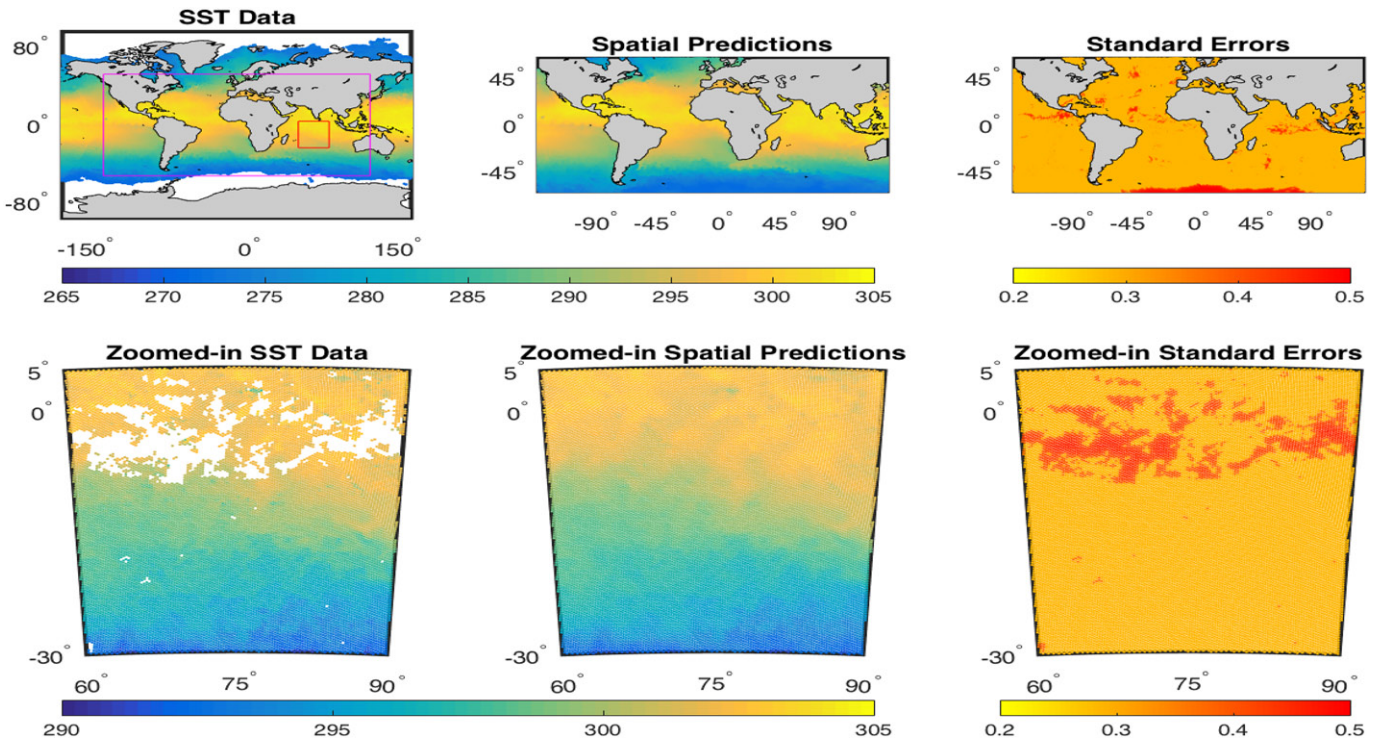 SST Data
Spatial Predictions
Standard Errors
80°
0°
-80°
-150° 0° 150°
45°
0°
-45°
-90° -45° 0° 45° 90°
45°
0°
-45°
-90° -45° 0° 45° 90°
265 270 275 280 285 290 295 300 305
0.2 0.3 0.4 0.5
Zoomed-in SST Data
Zoomed-in Spatial Predictions
Zoomed-in Standard Errors
5°
0°
-30°
60° 75° 90°
5°
0°
-30°
60° 75° 90°
5°
0°
-30°
60° 75° 90°
290 295 300 305
0.2 0.3 0.4 0.5